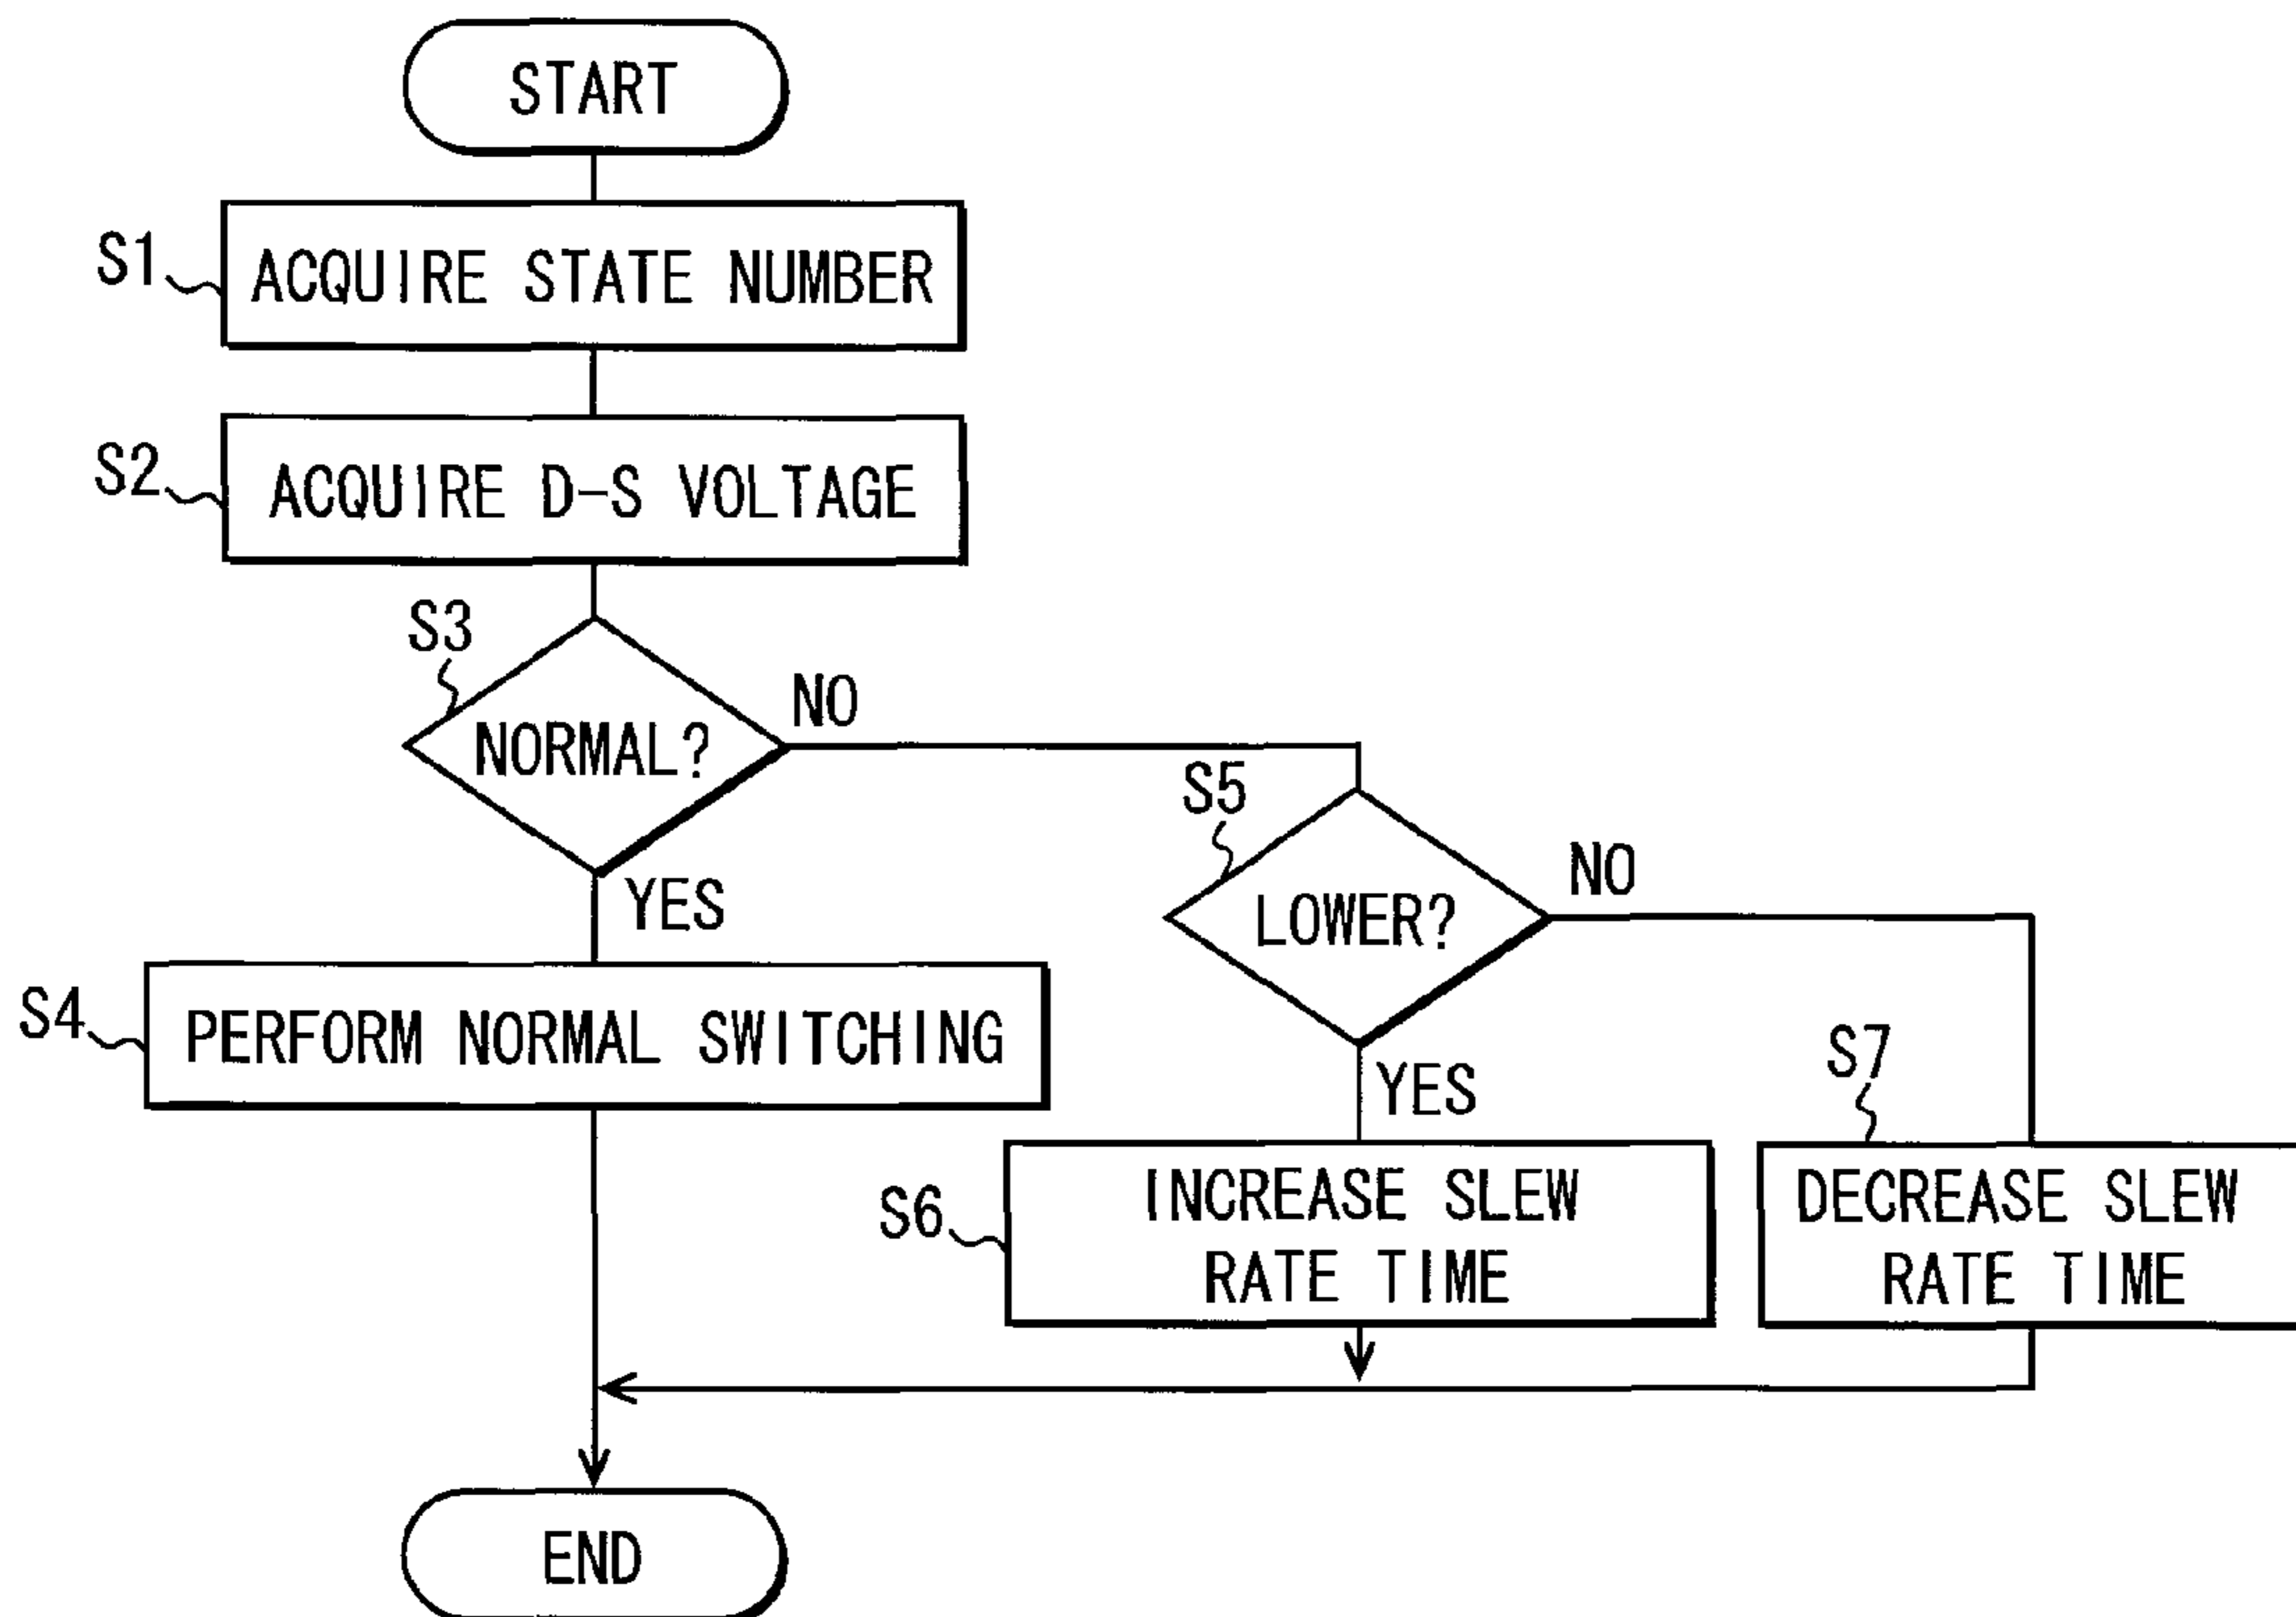 START
S1
ACQUIRE STATE NUMBER
S2
ACQUIRE D-S VOLTAGE
S3
NORMAL?
NO
YES
S5
LOWER?
NO
YES
S4
PERFORM NORMAL SWITCHING
S6
INCREASE SLEW
RATE TIME
S7
DECREASE SLEW
RATE TIME
END